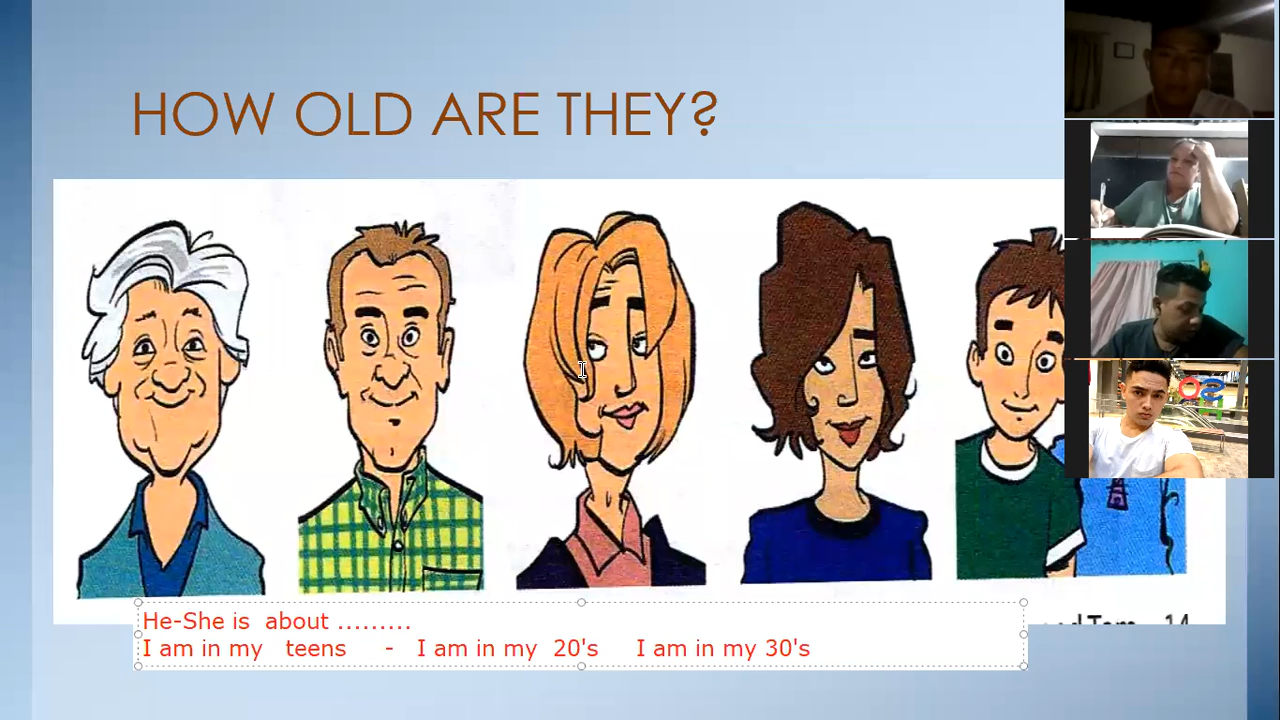 HOW OLD ARE THEY?
He-She is about .........
I am in my teens - I am in my 20's I am in my 30's